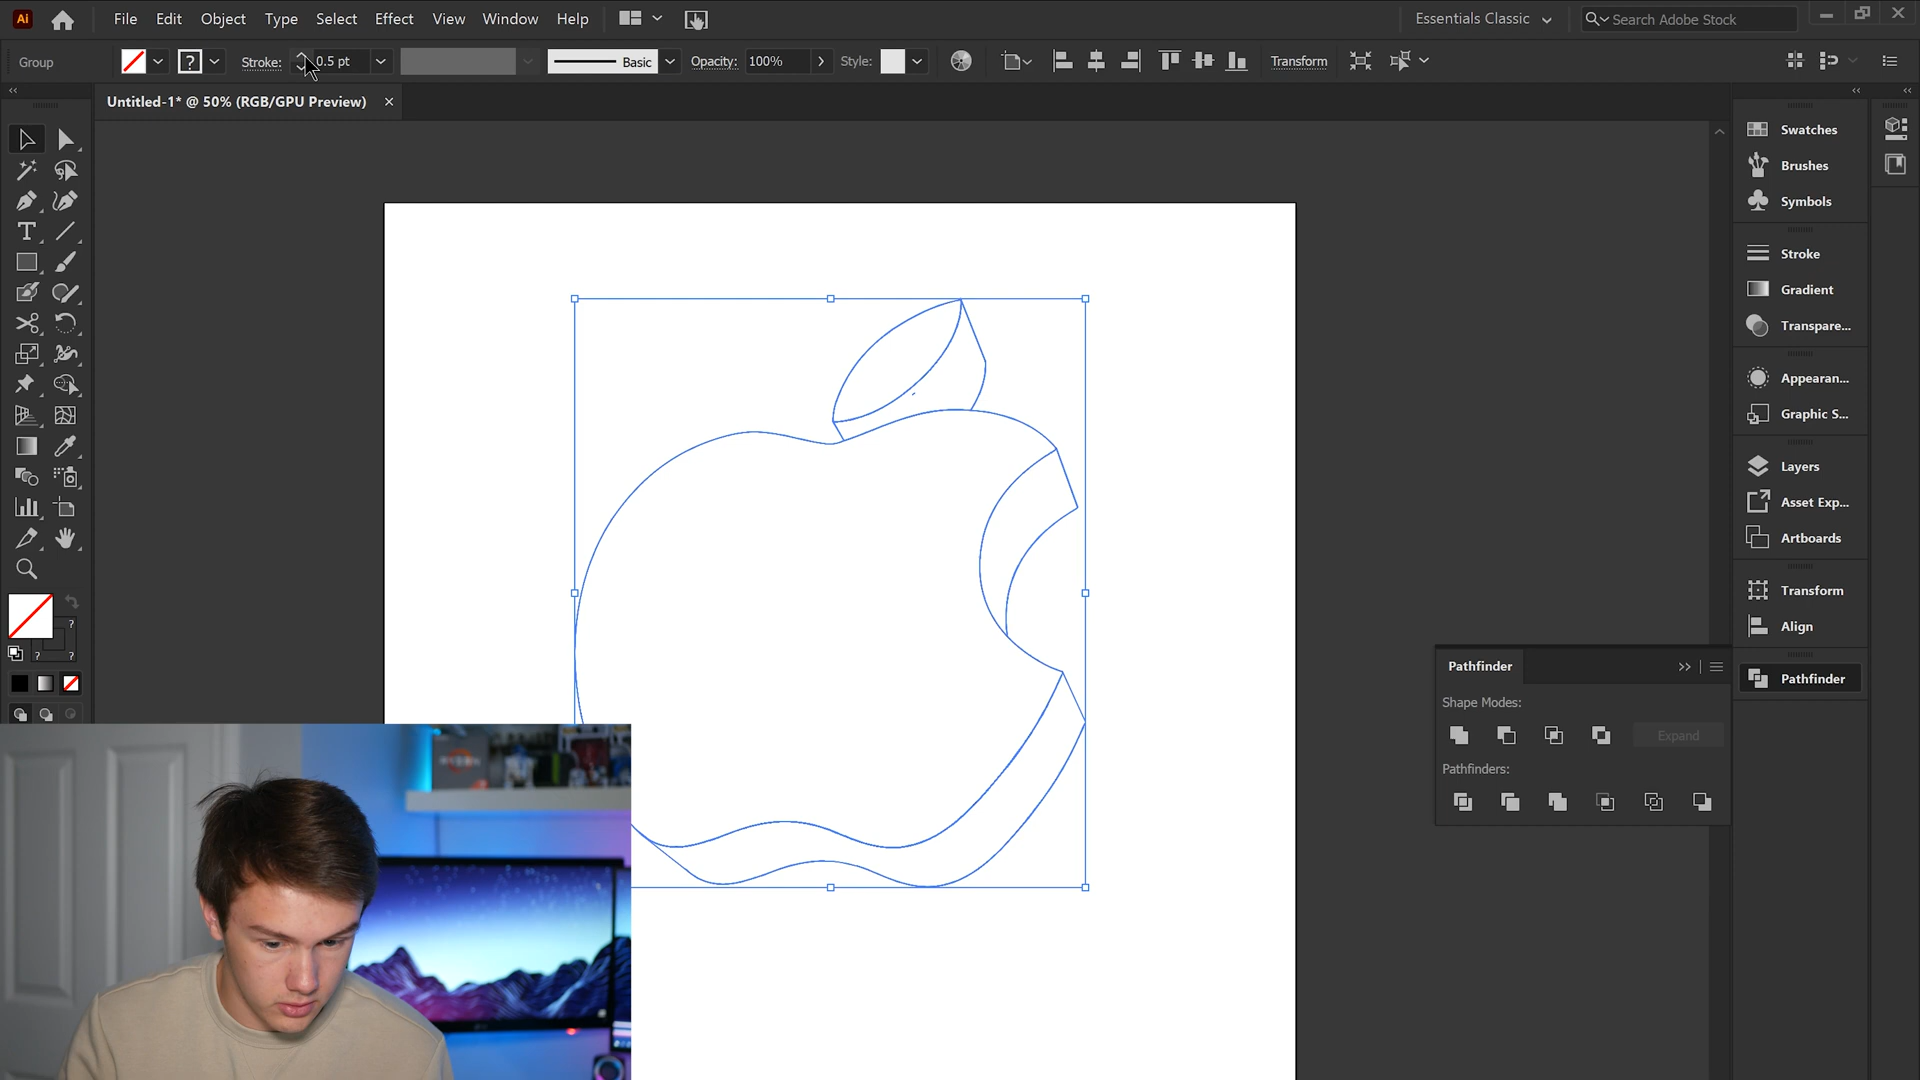 Ai File Edit Object Type Select Effect View Window Help Essentials Classic Search Adobe Stock
Group ? Stroke: 0.5 pt Basic Opacity: 100% Style: Transform
Untitled-1* @ 50% (RGB/GPU Preview)
Swatches
Brushes
Symbols
Stroke
Gradient
Transpare...
Appearan...
Graphic S...
Layers
Asset Exp...
Artboards
Transform
Align
Pathfinder
Pathfinder
Shape Modes:
Expand
Pathfinders:
?
? ?